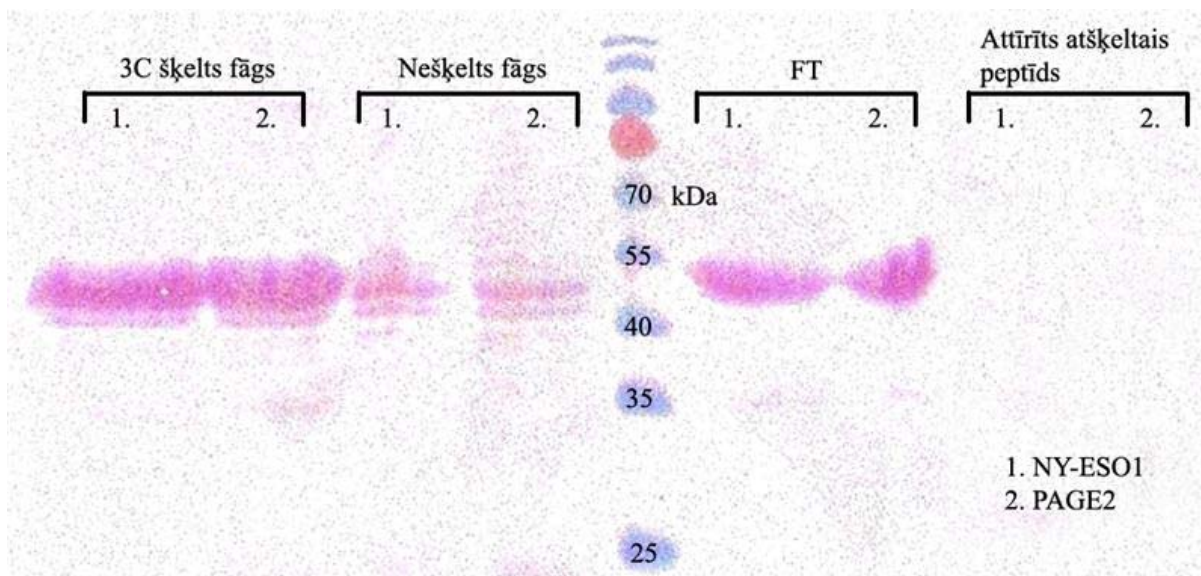 3C šķelts fāgs
Nešķelts fāgs
FT
Attīrīts atšķeltais
peptīds
1.
2.
1.
2.
1.
2.
1.
2.
70 kDa
55
40
35
25
1. NY-ESO1
2. PAGE2